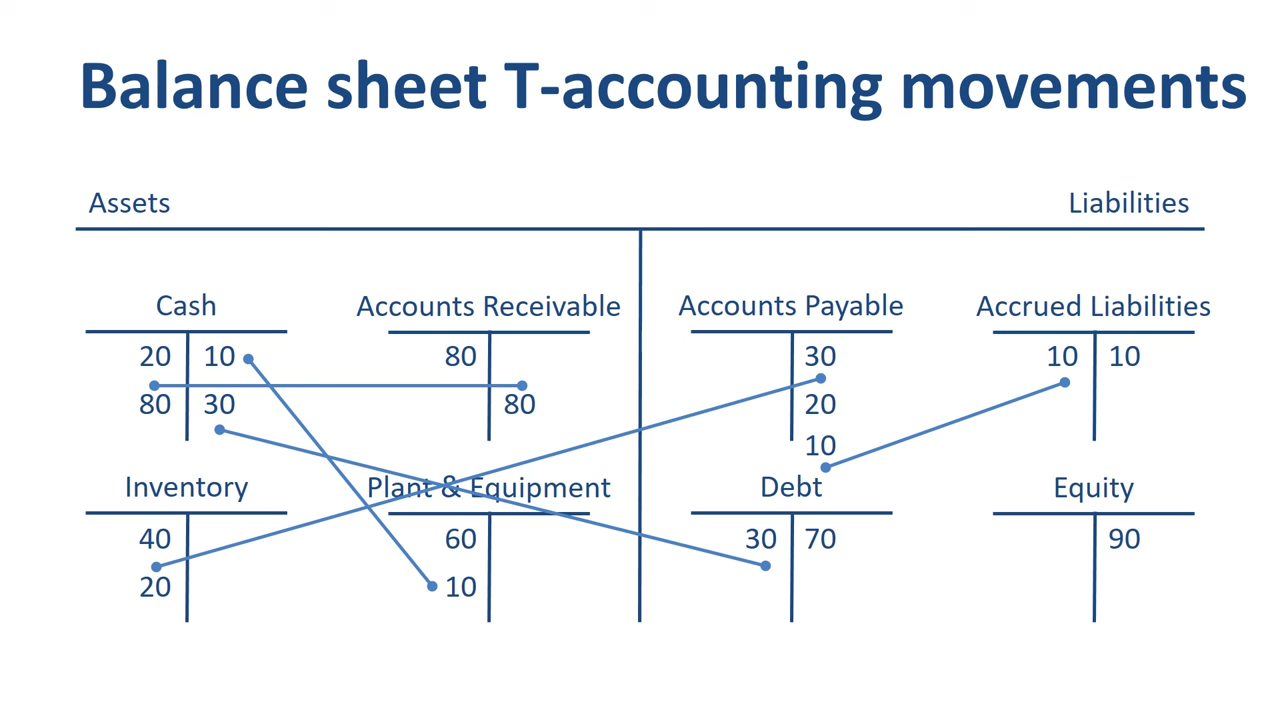 Balance sheet T-accounting movements
Assets
Liabilities
Cash
Accounts Receivable
Accounts Payable
Accrued Liabilities
20 10
80
30
10 10
80 30
80
20
10
Inventory
Plant & Equipment
Debt
Equity
40
60
30 70
90
20
10